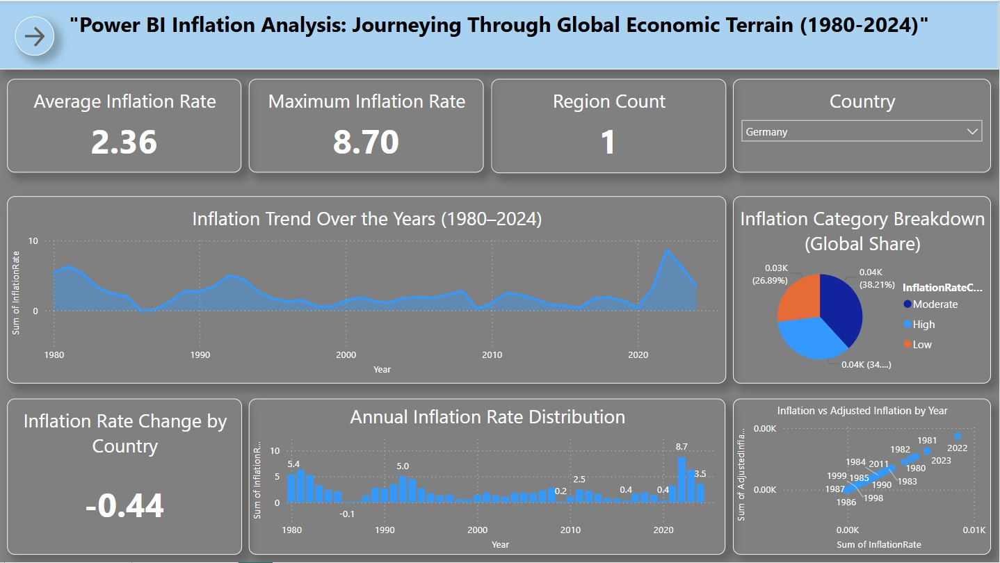 "Power BI Inflation Analysis: Journeying Through Global Economic Terrain (1980-2024)"
Average Inflation Rate
2.36
Maximum Inflation Rate
8.70
Region Count
1
Country
Germany
Inflation Trend Over the Years (1980–2024)
Sum of InflationRate
10
0
1980
1990
2000
2010
2020
Year
Inflation Category Breakdown
(Global Share)
0.03K
(26.89%)
0.04K
(38.21%)
0.04K (34....)
InflationRateC...
Moderate
High
Low
Inflation Rate Change by
Country
-0.44
Annual Inflation Rate Distribution
Sum of InflationR...
10
5
0
5.4
-0.1
5.0
0.2
2.5
0.4
0.4
8.7
3.5
1980
1990
2000
2010
2020
Year
Inflation vs Adjusted Inflation by Year
Sum of AdjustedInfla...
0.00K
0.00K
1981
1982
2022
2023
1980
1984
2011
1983
1999
1985
1990
1987
1998
1986
0.00K
0.01K
Sum of InflationRate